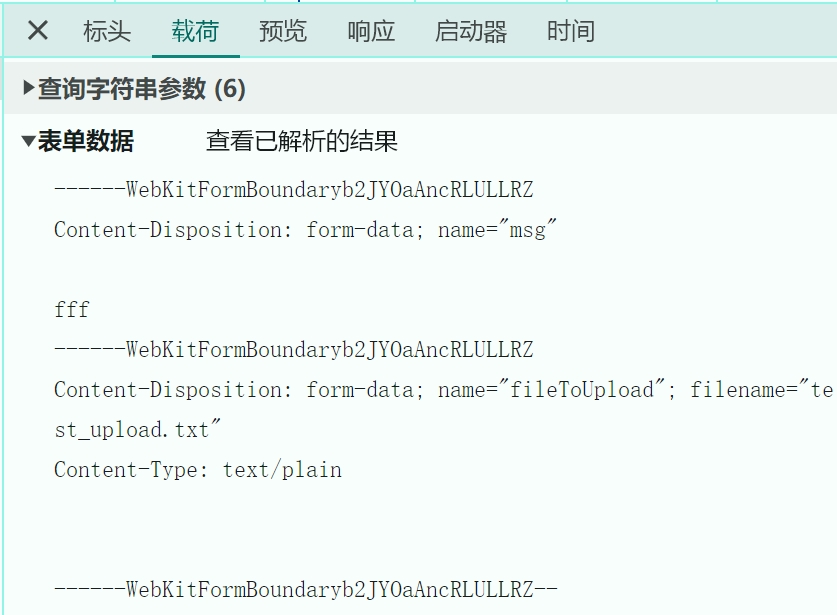 标头 载荷 预览 响应 启动器 时间
查询字符串参数 (6)
表单数据 查看已解析的结果
------WebKitFormBoundaryb2JYOaAncRLULLRZ
Content-Disposition: form-data; name="msg"
fff
------WebKitFormBoundaryb2JYOaAncRLULLRZ
Content-Disposition: form-data; name="fileToUpload"; filename="te
st_upload.txt"
Content-Type: text/plain
------WebKitFormBoundaryb2JYOaAncRLULLRZ--